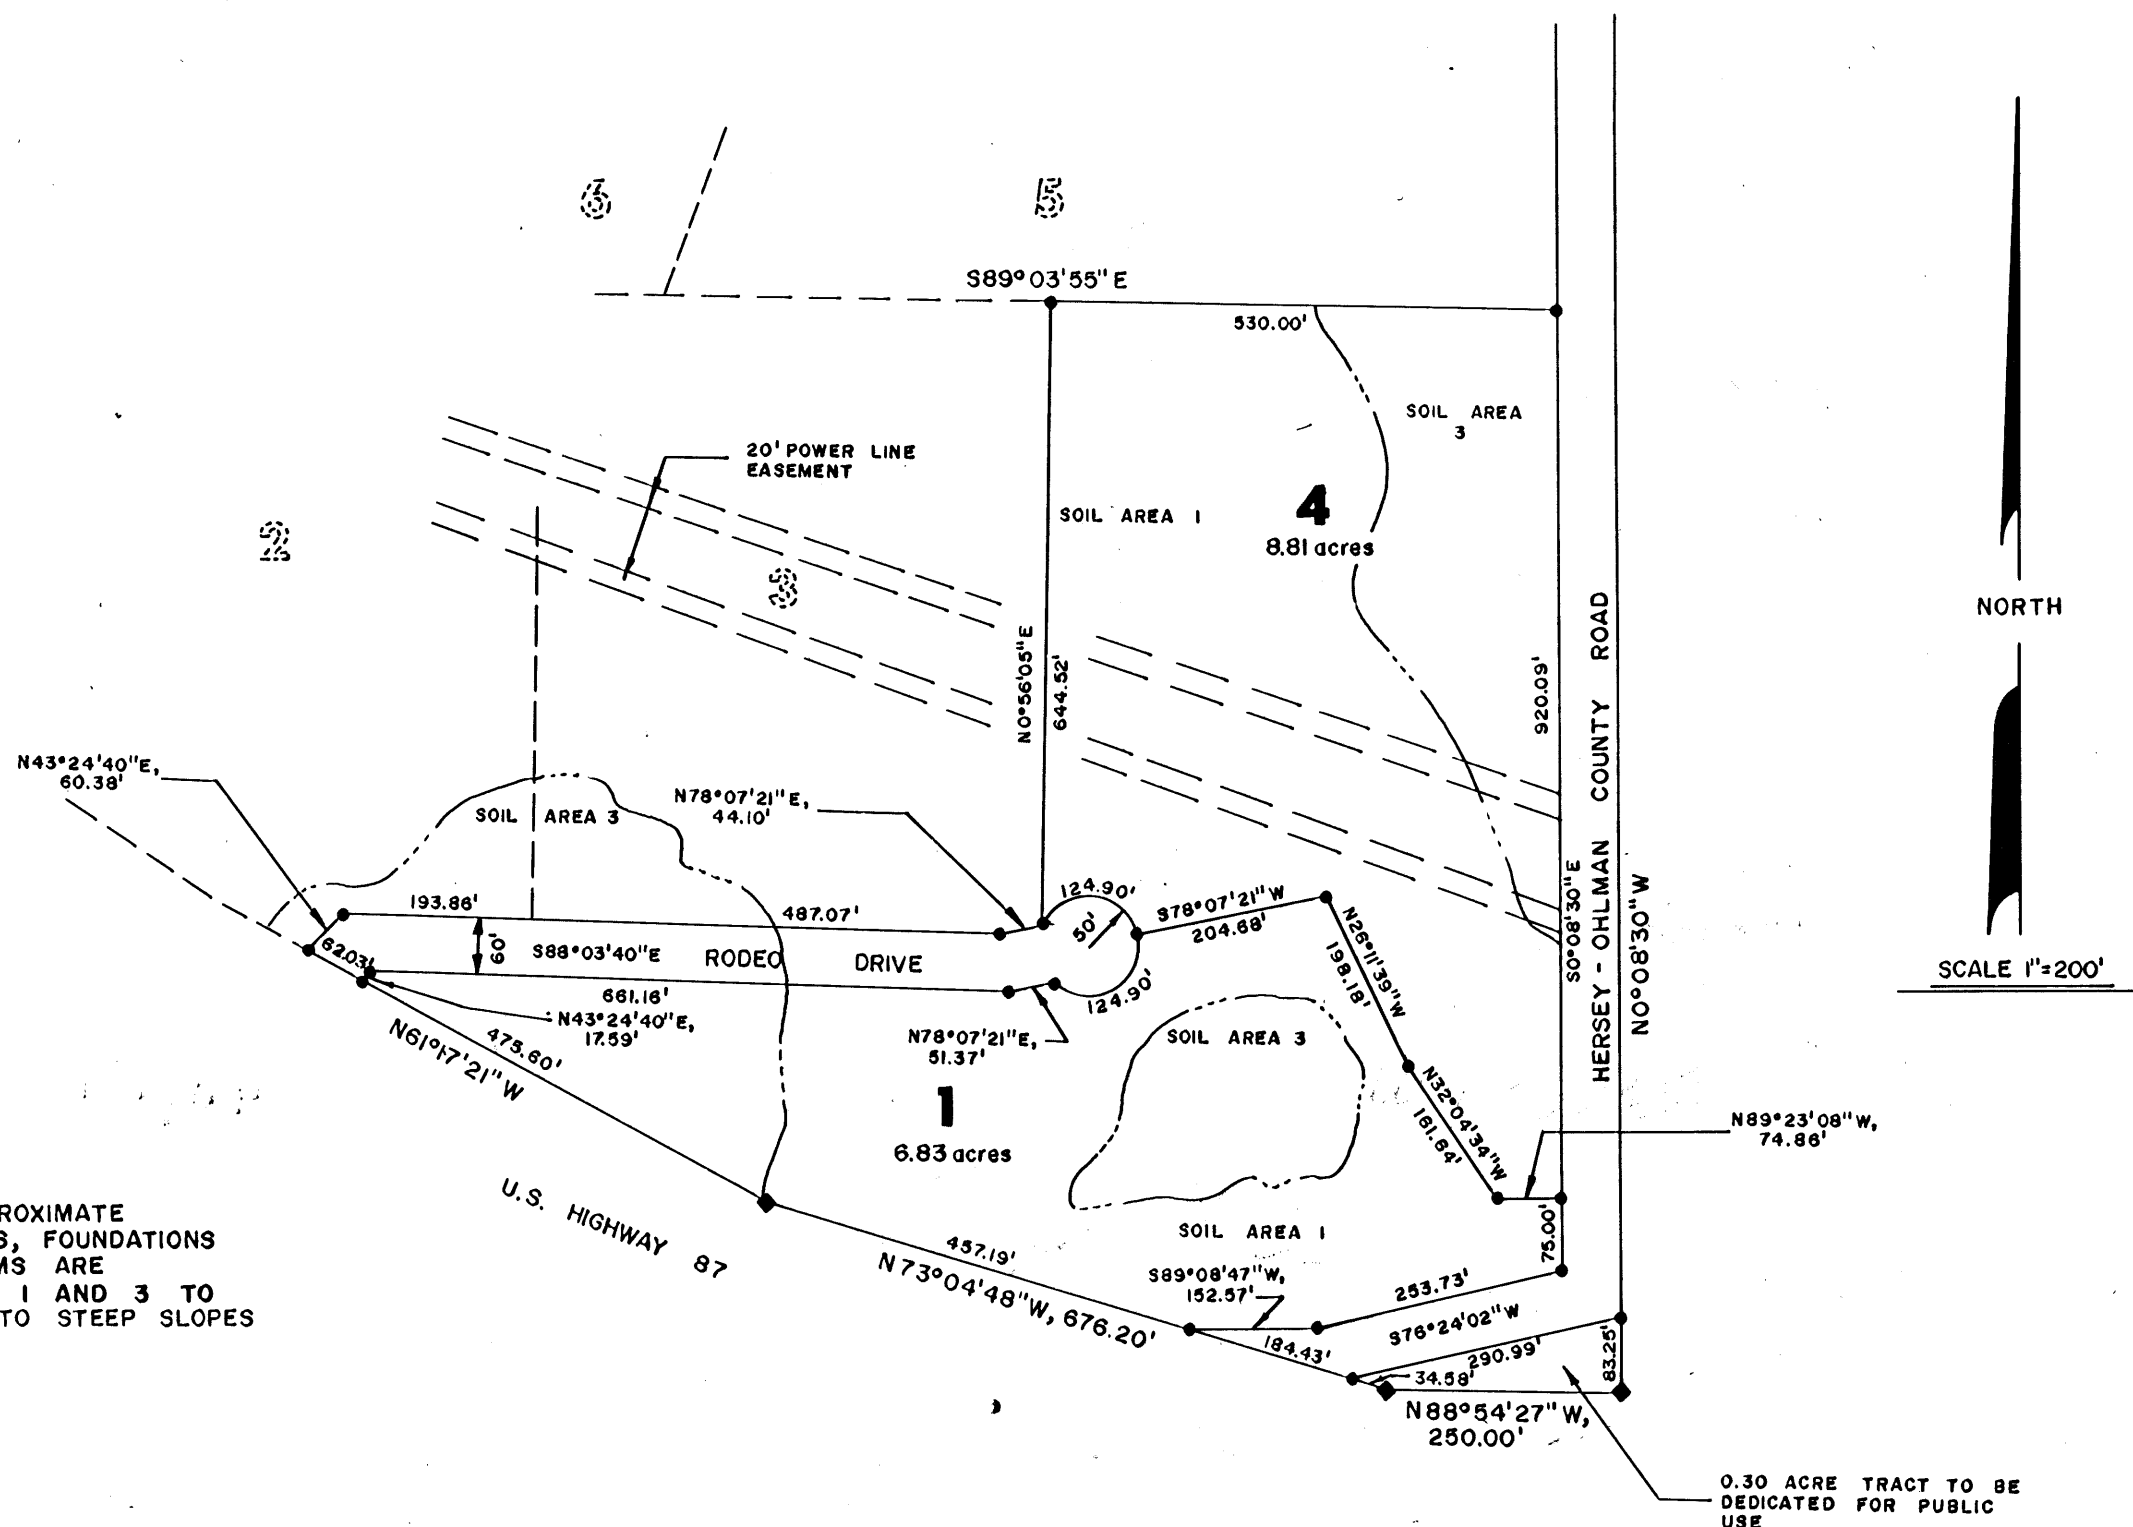 6
5
S89°03'55"E
530.00'
SOIL AREA
3
20' POWER LINE
EASEMENT
SOIL AREA 1
4
8.81 acres
2
3
N0°56'05"E
644.52'
920.09'
HERSEY - OHLMAN COUNTY ROAD
NORTH
SCALE 1"=200'
N43°24'40"E,
60.38'
SOIL AREA 3
N78°07'21"E,
44.10'
124.90'
50'
S78°07'21"W
204.68'
S0°08'30"E
N0°08'30"W
193.86'
487.07'
60'
S88°03'40"E
RODEO DRIVE
62.03'
661.16'
N43°24'40"E,
17.59'
124.90'
N78°07'21"E,
51.37'
N26°11'39"W
198.18'
SOIL AREA 3
475.60'
N61°17'21"W
1
6.83 acres
N32°04'34"W
161.64'
N89°23'08"W,
74.86'
75.00'
U.S. HIGHWAY 87
ROXIMATE
S, FOUNDATIONS
MS ARE
1 AND 3 TO
TO STEEP SLOPES
SOIL AREA 1
457.19'
N73°04'48"W, 676.20'
S89°08'47"W,
152.57'
253.73'
S76°24'02"W
184.43'
290.99'
34.58'
83.25'
N88°54'27"W,
250.00'
0.30 ACRE TRACT TO BE
DEDICATED FOR PUBLIC
USE